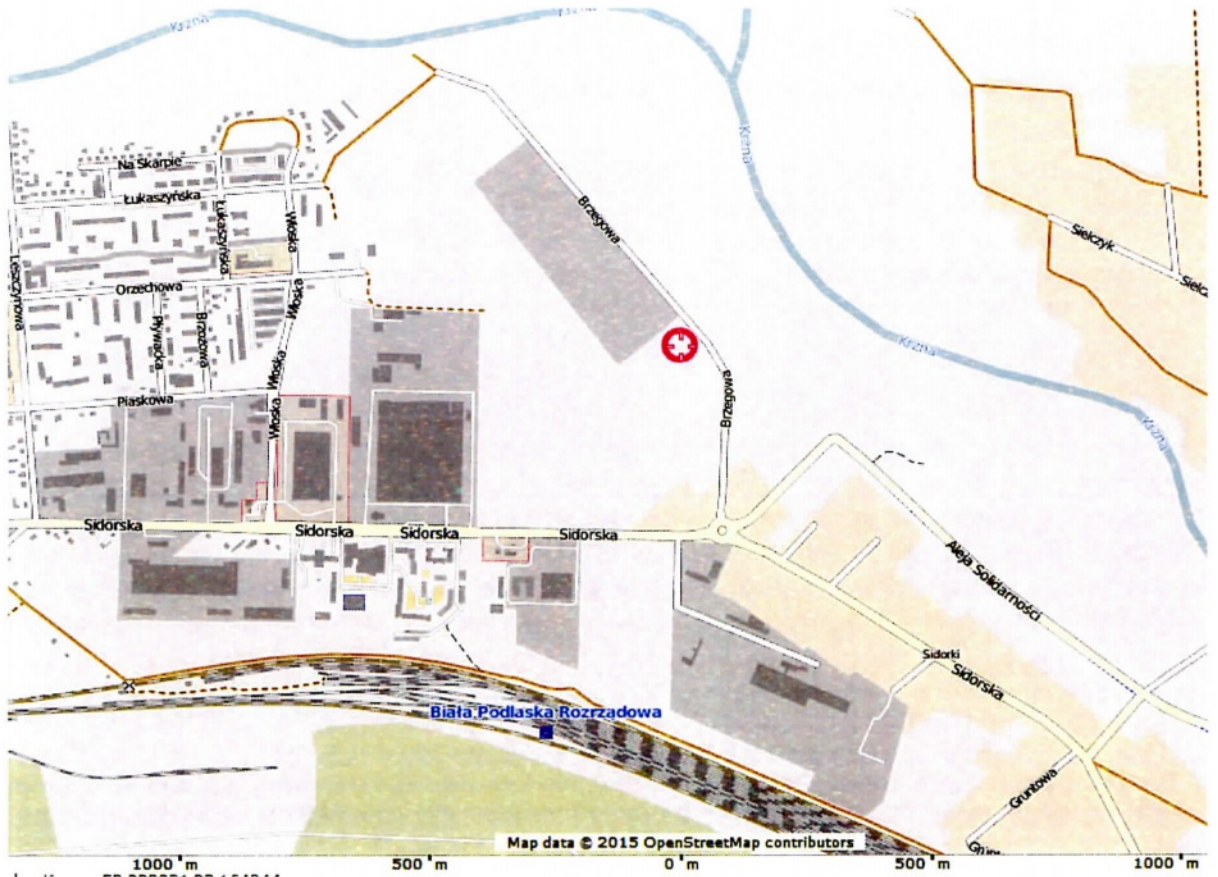 Krzna
Krzna
Na Skarpie
Łukaszyńska
Łukaszyńska
Włoska
Krzna
Brzegowa
Sielczyk
Leszczynowa
Orzechowa
Włoska
Pływacka
Brzozowa
Włoska
Krzna
Piaskowa
Włoska
Brzegowa
Krzna
Sidorska
Sidorska
Sidorska
Sidorska
Aleja Solidarności
Sidorki
Sidorska
Biała Podlaska Rozrządowa
Gruntowa
Map data © 2015 OpenStreetMap contributors
1000 m 500 m 0 m 500 m 1000 m